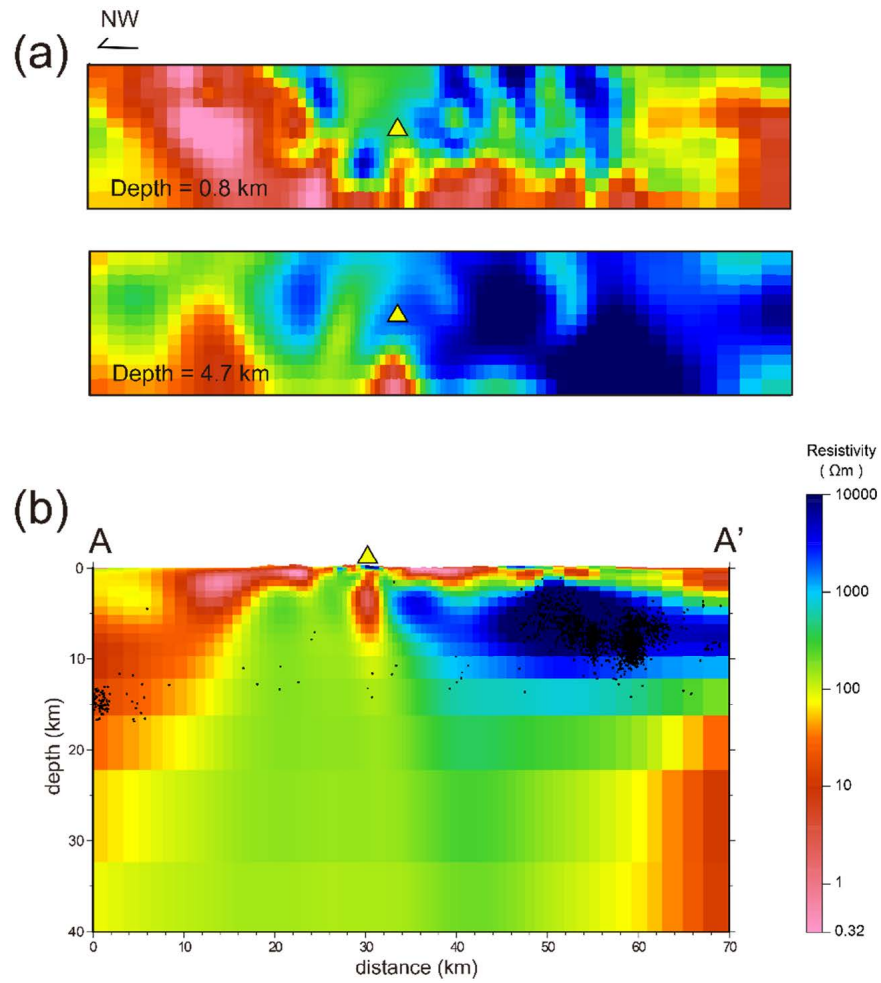 NW
(a)
Depth = 0.8 km
Depth = 4.7 km
Resistivity
( Ωm )
(b)
A
A'
10000
1000
100
10
1
0.32
0
10
20
30
40
depth (km)
0
10
20
30
40
50
60
70
distance (km)